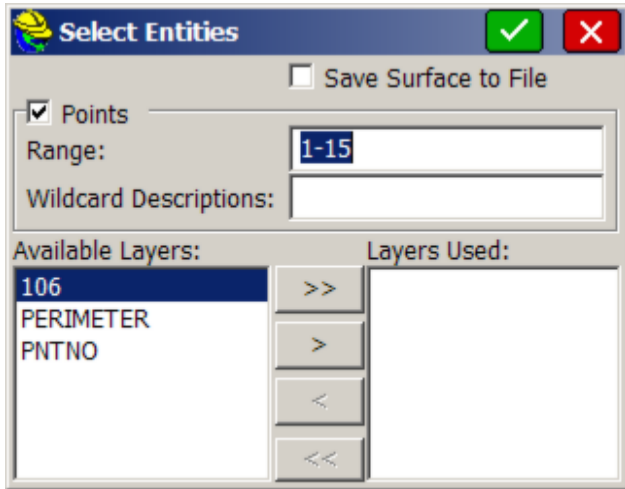 Select Entities
Save Surface to File
Points
Range: 1-15
Wildcard Descriptions:
Available Layers: Layers Used:
106 >>
PERIMETER
PNTNO >
<
<<